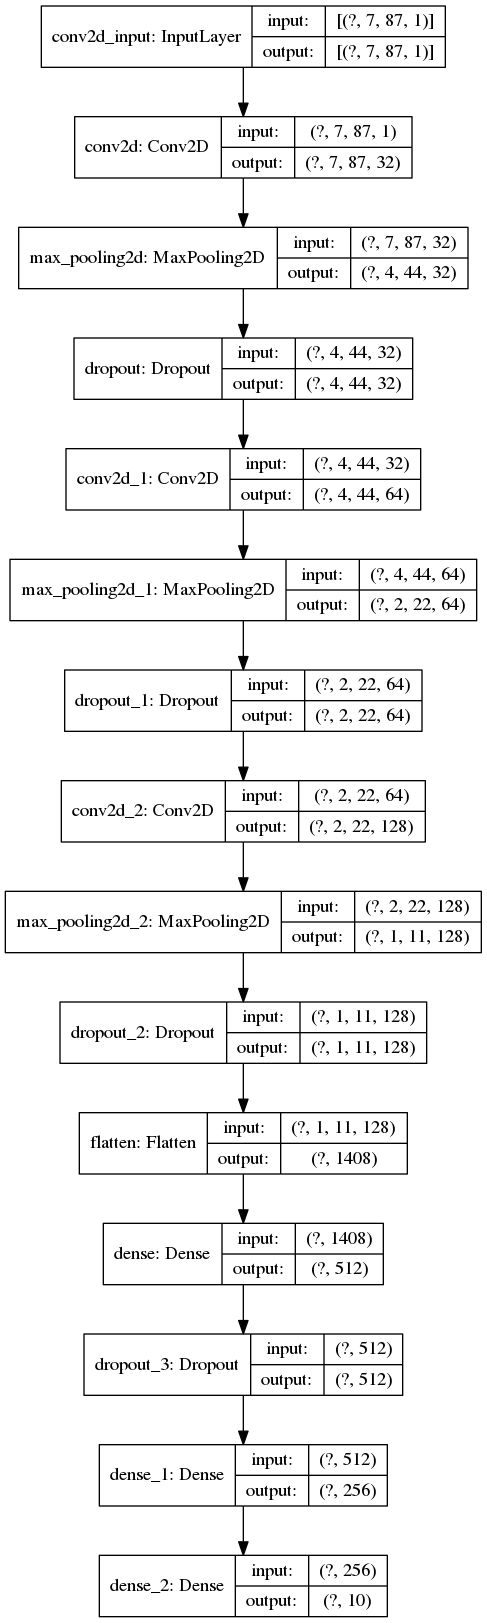 conv2d_input: InputLayer
input: [(?, 7, 87, 1)]
output: [(?, 7, 87, 1)]
conv2d: Conv2D
input: (?, 7, 87, 1)
output: (?, 7, 87, 32)
max_pooling2d: MaxPooling2D
input: (?, 7, 87, 32)
output: (?, 4, 44, 32)
dropout: Dropout
input: (?, 4, 44, 32)
output: (?, 4, 44, 32)
conv2d_1: Conv2D
input: (?, 4, 44, 32)
output: (?, 4, 44, 64)
max_pooling2d_1: MaxPooling2D
input: (?, 4, 44, 64)
output: (?, 2, 22, 64)
dropout_1: Dropout
input: (?, 2, 22, 64)
output: (?, 2, 22, 64)
conv2d_2: Conv2D
input: (?, 2, 22, 64)
output: (?, 2, 22, 128)
max_pooling2d_2: MaxPooling2D
input: (?, 2, 22, 128)
output: (?, 1, 11, 128)
dropout_2: Dropout
input: (?, 1, 11, 128)
output: (?, 1, 11, 128)
flatten: Flatten
input: (?, 1, 11, 128)
output: (?, 1408)
dense: Dense
input: (?, 1408)
output: (?, 512)
dropout_3: Dropout
input: (?, 512)
output: (?, 512)
dense_1: Dense
input: (?, 512)
output: (?, 256)
dense_2: Dense
input: (?, 256)
output: (?, 10)